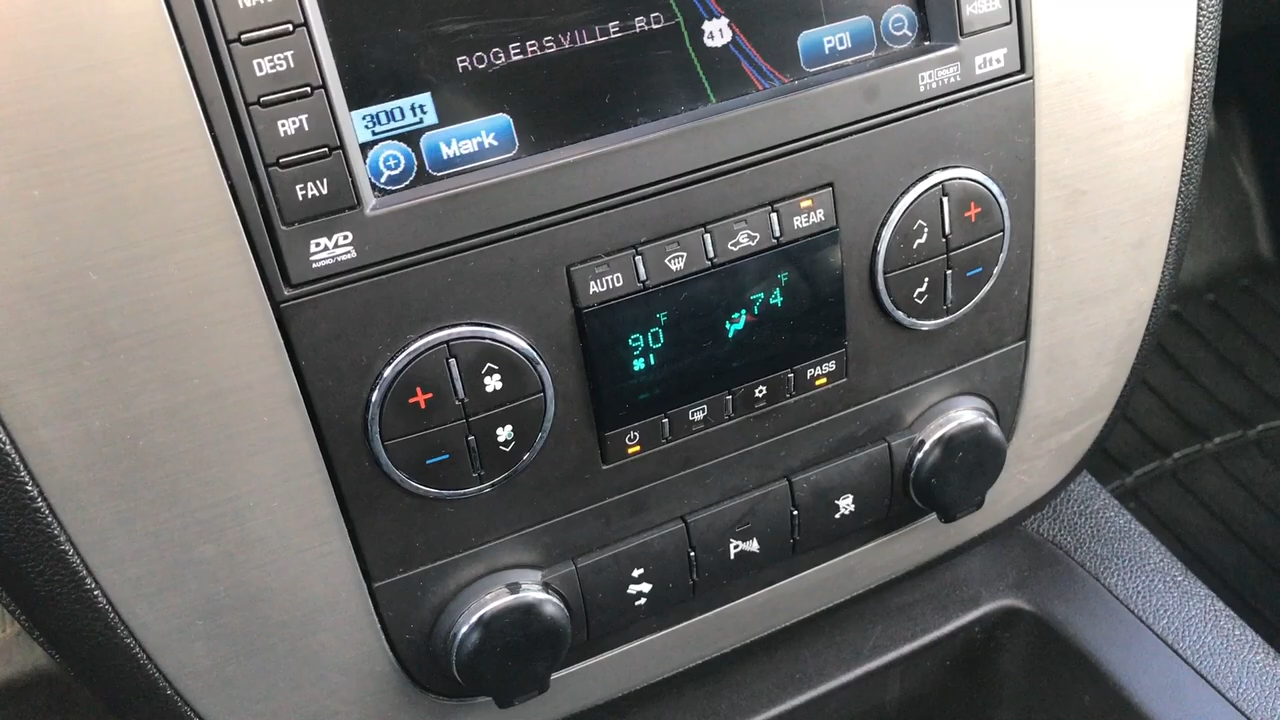 DEST
RPT
FAV
ROGERSVILLE RD
41
POI
SEEK
300 ft
Mark
DOLBY
DIGITAL
dts
DVD
AUDIO/VIDEO
AUTO
REAR
90°F
74°F
PASS
P